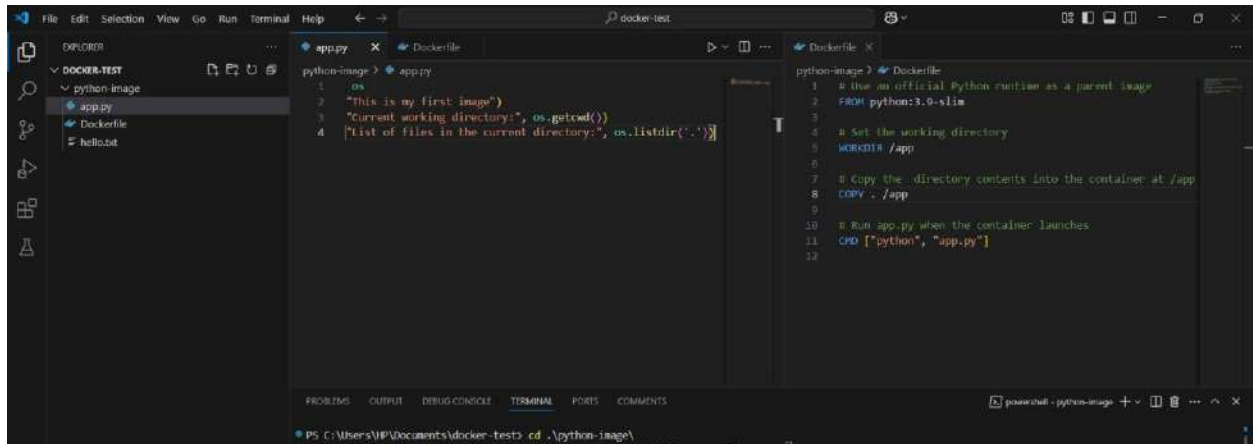 File Edit Selection View Go Run Terminal Help
docker-test
EXPLORER
DOCKER-TEST
python-image
app.py
Dockerfile
hello.txt
app.py
Dockerfile
python-image > app.py
1 os
2 "This is my first image")
3 "Current working directory:", os.getcwd())
4 "List of files in the current directory:", os.listdir('.'))
Dockerfile
python-image > Dockerfile
1 # Use an official Python runtime as a parent image
2 FROM python:3.9-slim
3
4 # Set the working directory
5 WORKDIR /app
6
7 # Copy the directory contents into the container at /app
8 COPY . /app
9
10 # Run app.py when the container launches
11 CMD ["python", "app.py"]
12
PROBLEMS OUTPUT DEBUG CONSOLE TERMINAL PORTS COMMENTS
powershell - python-image
PS C:\Users\HP\Documents\docker-test> cd .\python-image\